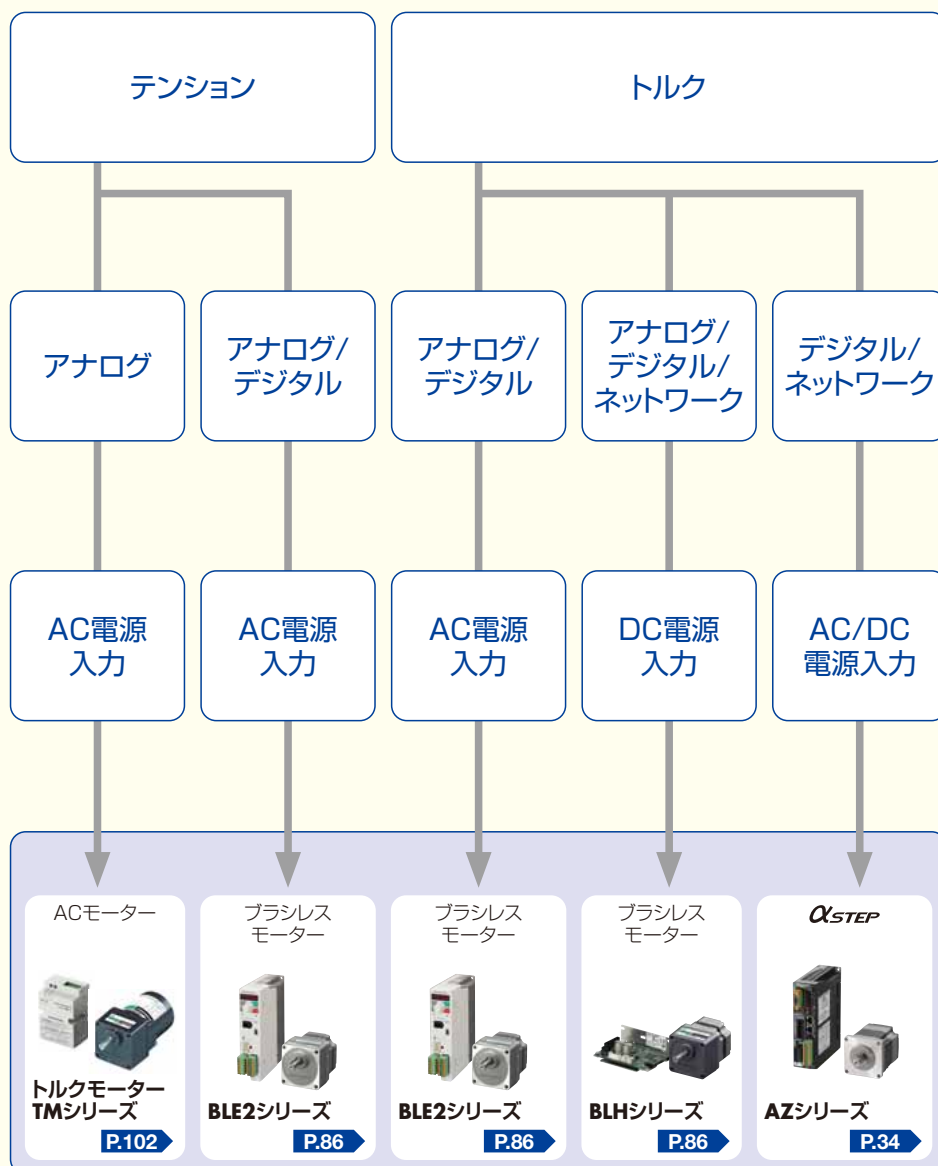 テンション
トルク
アナログ
アナログ/
デジタル
アナログ/
デジタル
アナログ/
デジタル/
ネットワーク
デジタル/
ネットワーク
AC電源
入力
AC電源
入力
AC電源
入力
DC電源
入力
AC/DC
電源入力
ACモーター
トルクモーター
TMシリーズ
P.102
ブラシレス
モーター
BLE2シリーズ
P.86
ブラシレス
モーター
BLE2シリーズ
P.86
ブラシレス
モーター
BLHシリーズ
P.86
αSTEP
AZシリーズ
P.34